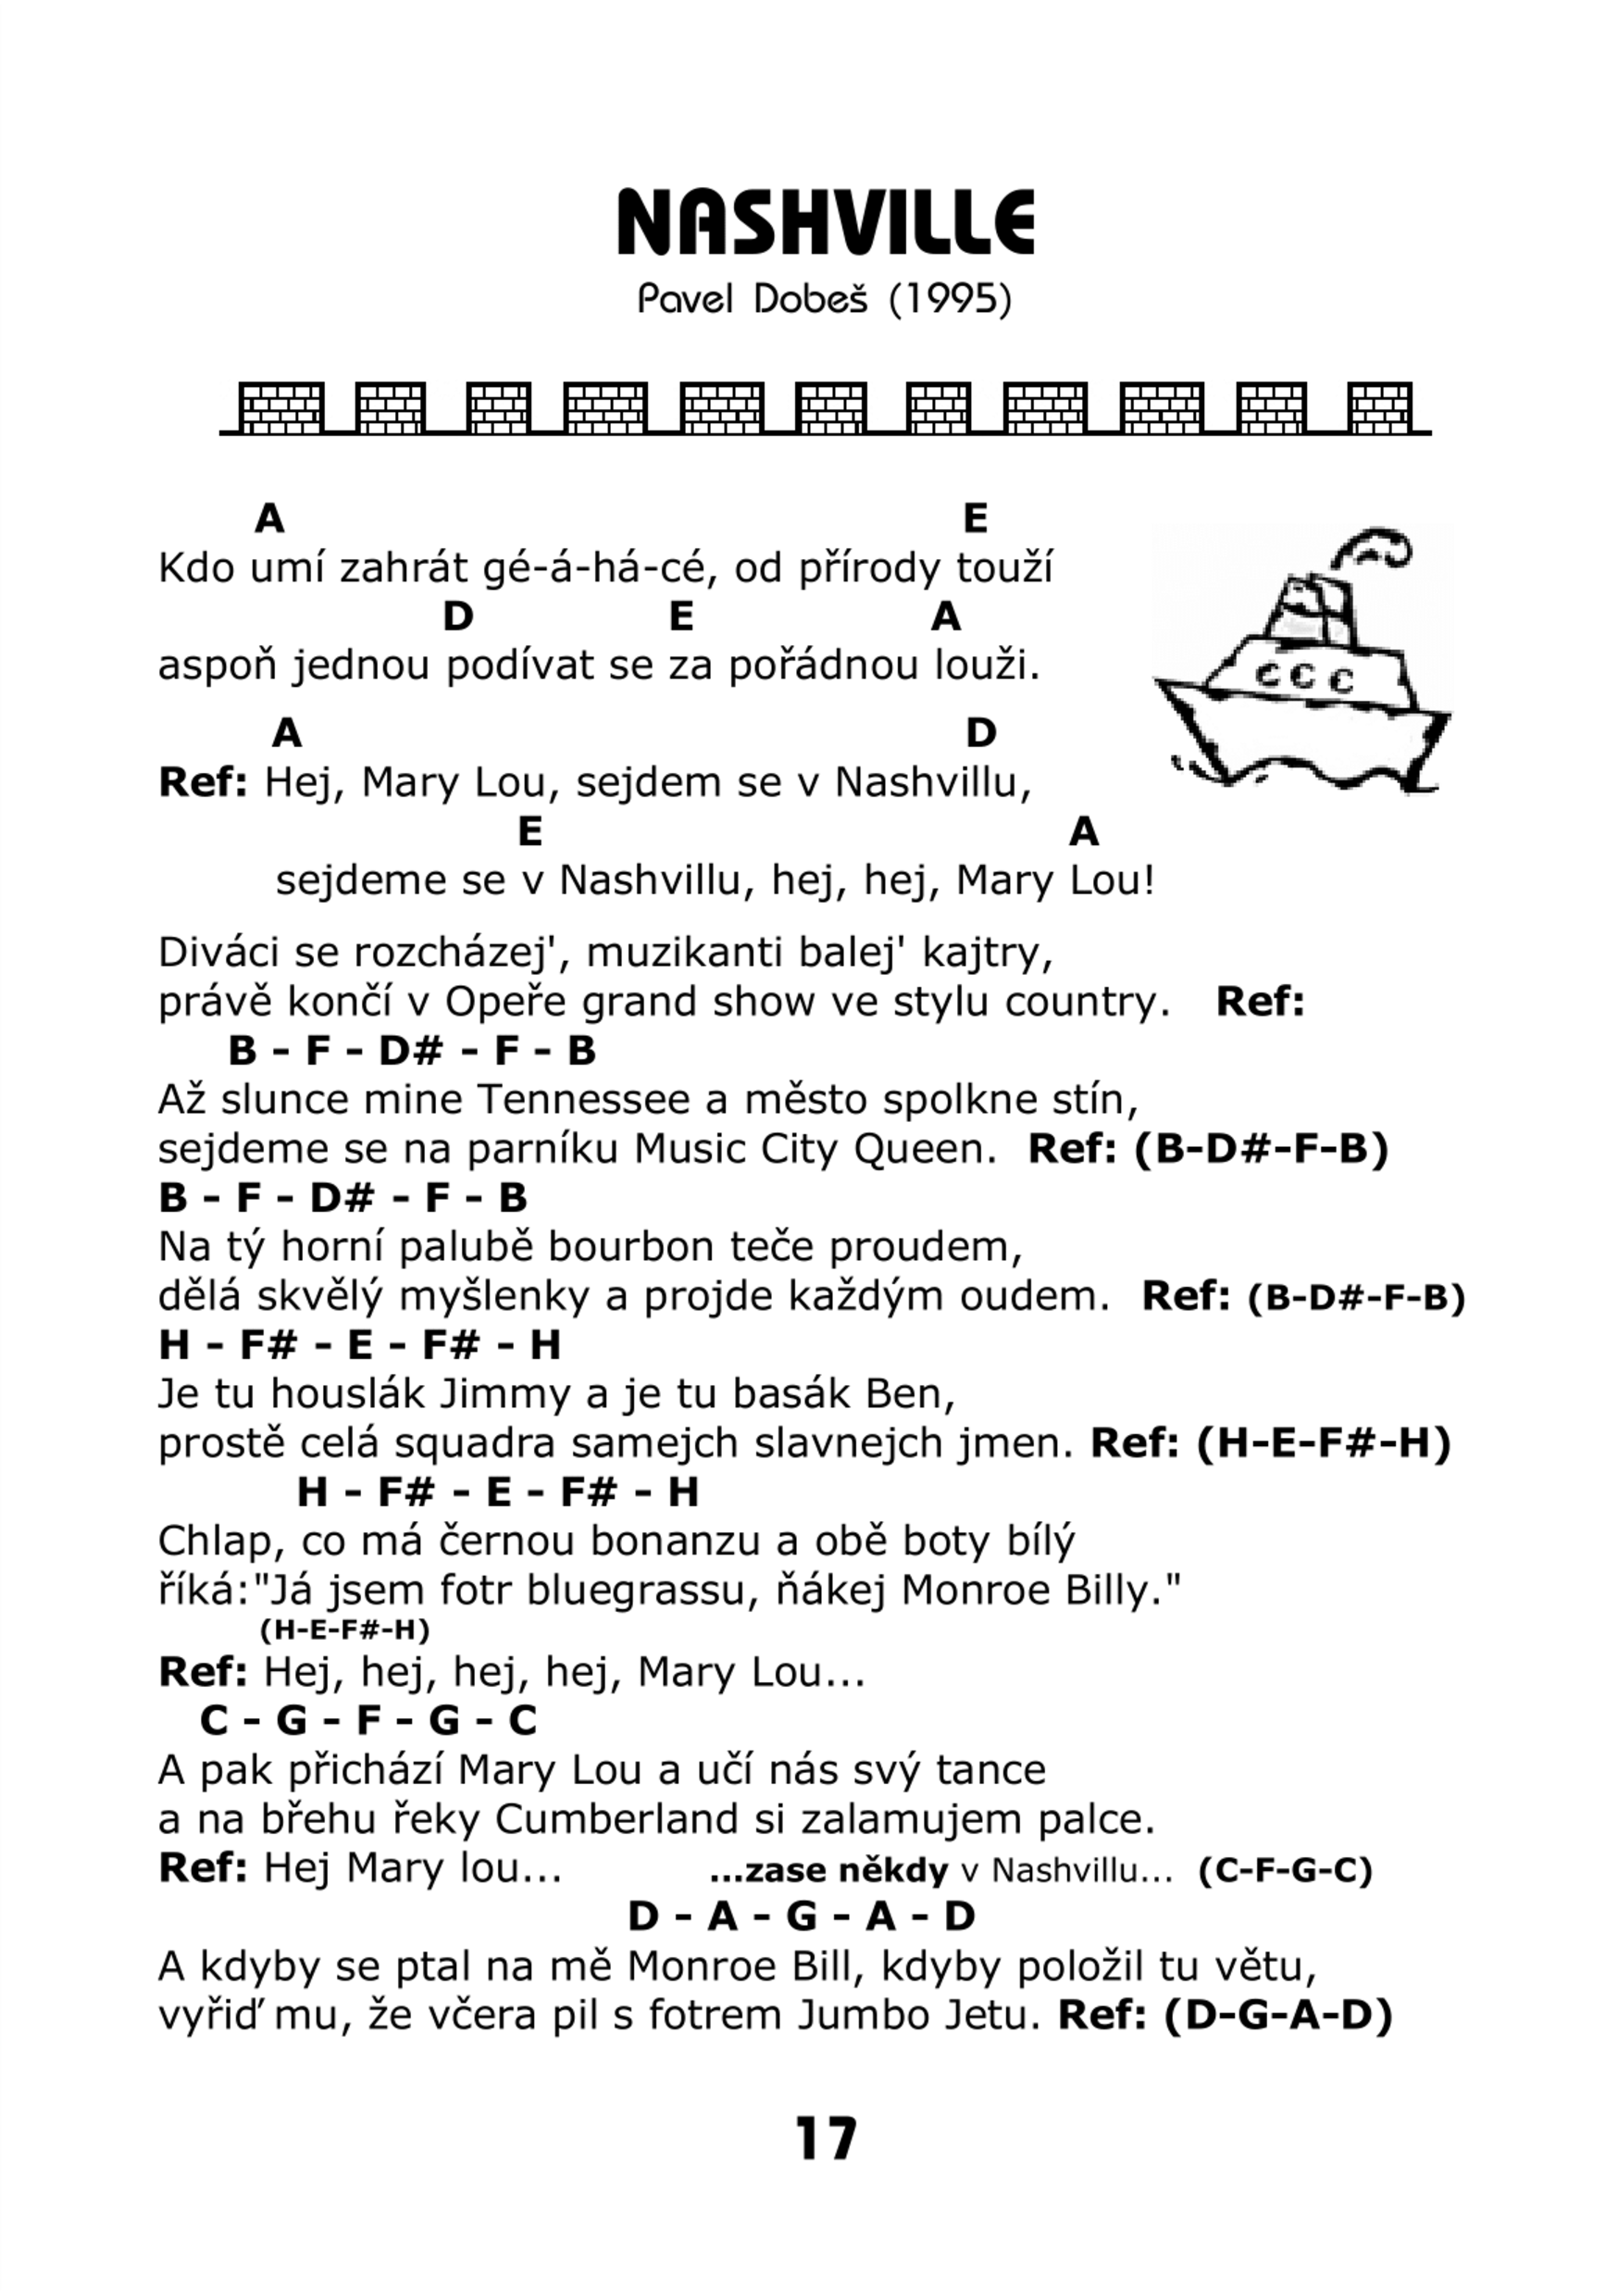 NASHVILLE
Pavel Dobeš (1995)
A E
Kdo umí zahrát gé-á-há-cé, od přírody touží
D E A
aspoň jednou podívat se za pořádnou louži.
A D
Ref: Hej, Mary Lou, sejdem se v Nashvillu,
E A
sejdeme se v Nashvillu, hej, hej, Mary Lou!
Diváci se rozcházej', muzikanti balej' kajtry,
právě končí v Opeře grand show ve stylu country. Ref:
B - F - D# - F - B
Až slunce mine Tennessee a město spolkne stín,
sejdeme se na parníku Music City Queen. Ref: (B-D#-F-B)
B - F - D# - F - B
Na tý horní palubě bourbon teče proudem,
dělá skvělý myšlenky a projde každým oudem. Ref: (B-D#-F-B)
H - F# - E - F# - H
Je tu houslák Jimmy a je tu basák Ben,
prostě celá squadra samejch slavnejch jmen. Ref: (H-E-F#-H)
H - F# - E - F# - H
Chlap, co má černou bonanzu a obě boty bílý
říká:"Já jsem fotr bluegrassu, ňákej Monroe Billy."
(H-E-F#-H)
Ref: Hej, hej, hej, hej, Mary Lou...
C - G - F - G - C
A pak přichází Mary Lou a učí nás svý tance
a na břehu řeky Cumberland si zalamujem palce.
Ref: Hej Mary lou... ...zase někdy v Nashvillu... (C-F-G-C)
D - A - G - A - D
A kdyby se ptal na mě Monroe Bill, kdyby položil tu větu,
vyřiď mu, že včera pil s fotrem Jumbo Jetu. Ref: (D-G-A-D)
17